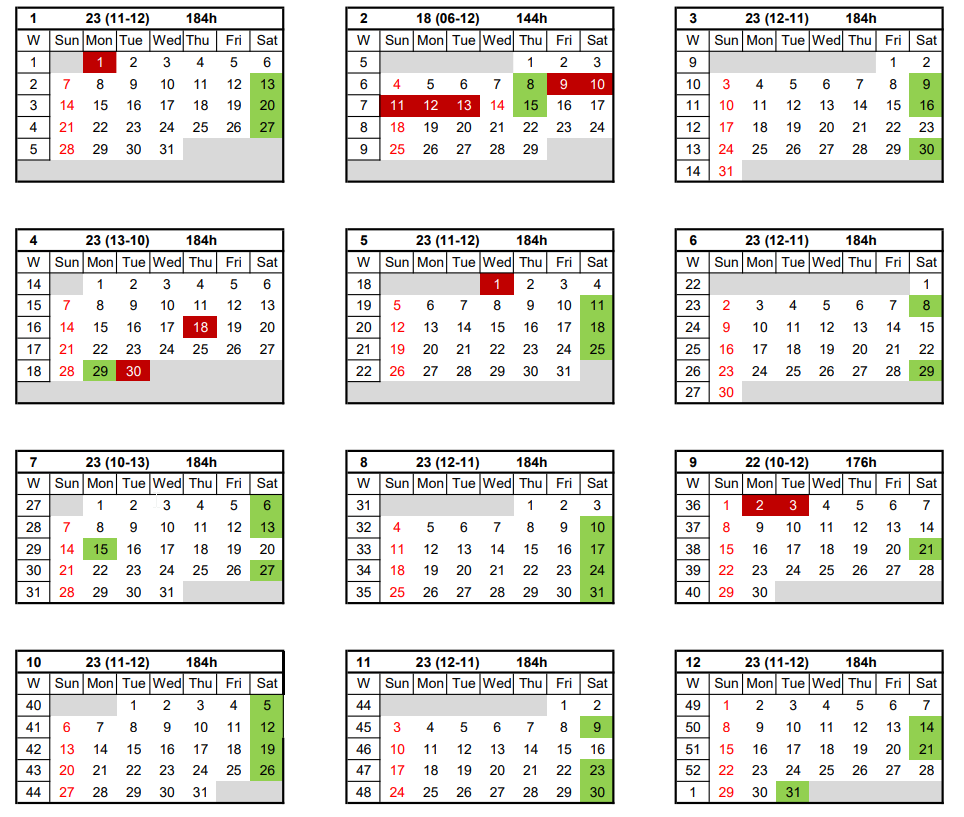 1 23 (11-12) 184h
W Sun Mon Tue Wed Thu Fri Sat
1 1 2 3 4 5 6
2 7 8 9 10 11 12 13
3 14 15 16 17 18 19 20
4 21 22 23 24 25 26 27
5 28 29 30 31
2 18 (06-12) 144h
W Sun Mon Tue Wed Thu Fri Sat
5 1 2 3
6 4 5 6 7 8 9 10
7 11 12 13 14 15 16 17
8 18 19 20 21 22 23 24
9 25 26 27 28 29
3 23 (12-11) 184h
W Sun Mon Tue Wed Thu Fri Sat
9 1 2
10 3 4 5 6 7 8 9
11 10 11 12 13 14 15 16
12 17 18 19 20 21 22 23
13 24 25 26 27 28 29 30
14 31
4 23 (13-10) 184h
W Sun Mon Tue Wed Thu Fri Sat
14 1 2 3 4 5 6
15 7 8 9 10 11 12 13
16 14 15 16 17 18 19 20
17 21 22 23 24 25 26 27
18 28 29 30
5 23 (11-12) 184h
W Sun Mon Tue Wed Thu Fri Sat
18 1 2 3 4
19 5 6 7 8 9 10 11
20 12 13 14 15 16 17 18
21 19 20 21 22 23 24 25
22 26 27 28 29 30 31
6 23 (12-11) 184h
W Sun Mon Tue Wed Thu Fri Sat
22 1
23 2 3 4 5 6 7 8
24 9 10 11 12 13 14 15
25 16 17 18 19 20 21 22
26 23 24 25 26 27 28 29
27 30
7 23 (10-13) 184h
W Sun Mon Tue Wed Thu Fri Sat
27 1 2 3 4 5 6
28 7 8 9 10 11 12 13
29 14 15 16 17 18 19 20
30 21 22 23 24 25 26 27
31 28 29 30 31
8 23 (12-11) 184h
W Sun Mon Tue Wed Thu Fri Sat
31 1 2 3
32 4 5 6 7 8 9 10
33 11 12 13 14 15 16 17
34 18 19 20 21 22 23 24
35 25 26 27 28 29 30 31
9 22 (10-12) 176h
W Sun Mon Tue Wed Thu Fri Sat
36 1 2 3 4 5 6 7
37 8 9 10 11 12 13 14
38 15 16 17 18 19 20 21
39 22 23 24 25 26 27 28
40 29 30
10 23 (11-12) 184h
W Sun Mon Tue Wed Thu Fri Sat
40 1 2 3 4 5
41 6 7 8 9 10 11 12
42 13 14 15 16 17 18 19
43 20 21 22 23 24 25 26
44 27 28 29 30 31
11 23 (12-11) 184h
W Sun Mon Tue Wed Thu Fri Sat
44 1 2
45 3 4 5 6 7 8 9
46 10 11 12 13 14 15 16
47 17 18 19 20 21 22 23
48 24 25 26 27 28 29 30
12 23 (11-12) 184h
W Sun Mon Tue Wed Thu Fri Sat
49 1 2 3 4 5 6 7
50 8 9 10 11 12 13 14
51 15 16 17 18 19 20 21
52 22 23 24 25 26 27 28
1 29 30 31